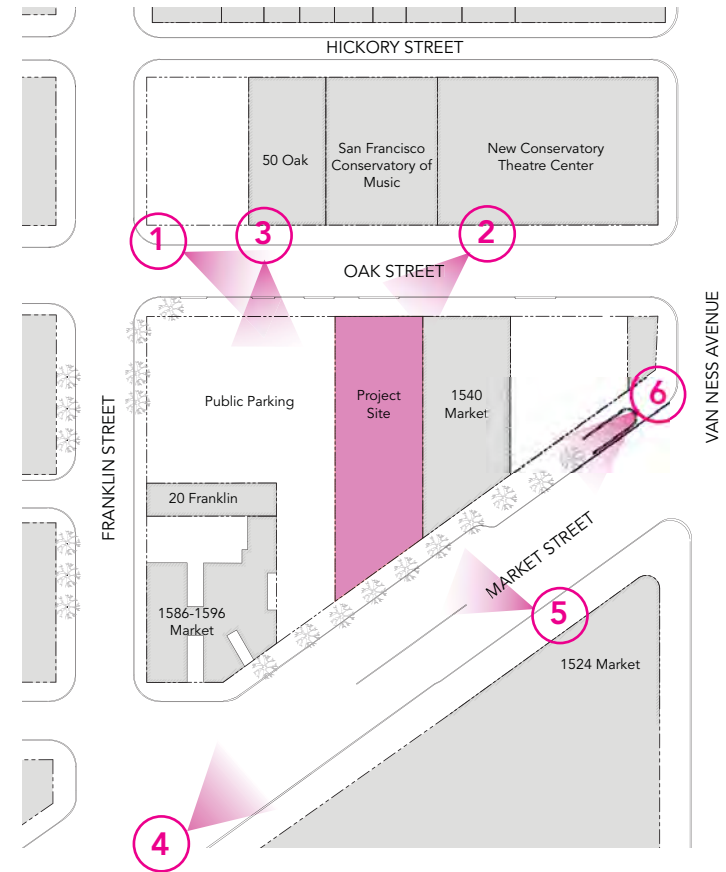 HICKORY STREET
50 Oak
San Francisco
Conservatory of
Music
New Conservatory
Theatre Center
1
3
2
OAK STREET
VAN NESS AVENUE
FRANKLIN STREET
Public Parking
Project
Site
1540
Market
6
20 Franklin
MARKET STREET
1586-1596
Market
5
1524 Market
4